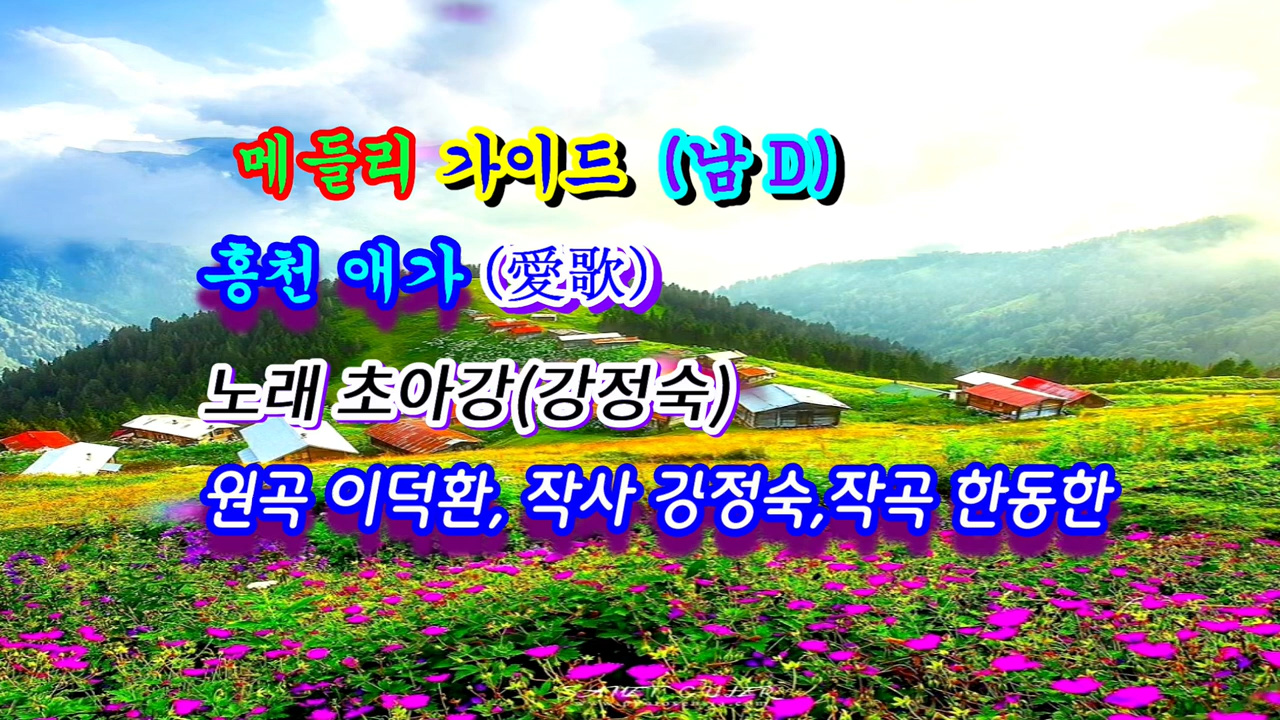 메들리 가이드 (남 D)
홍천 애가 (愛歌)
노래 초아강(강정숙)
원곡 이덕환, 작사 강정숙,작곡 한동한